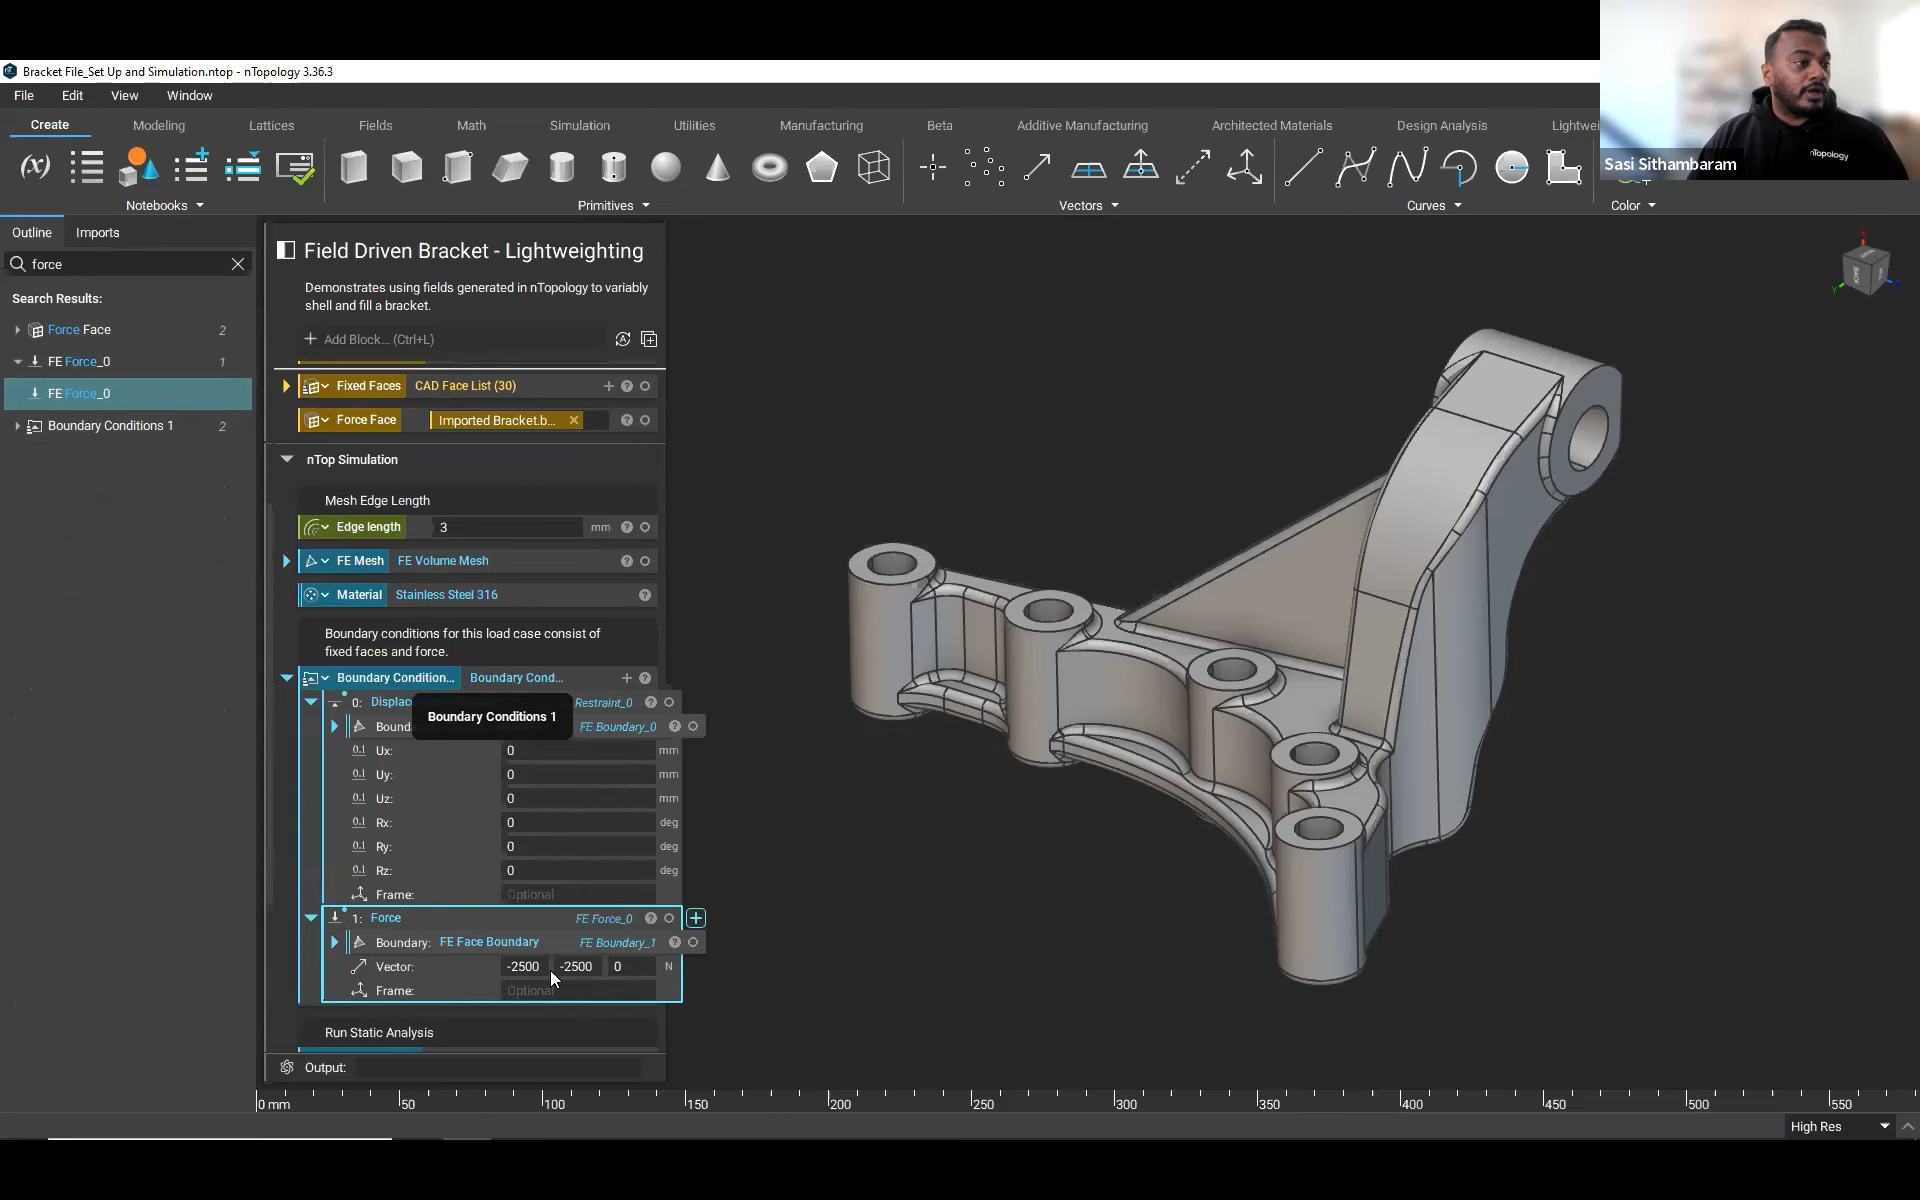 Bracket File_Set Up and Simulation.ntop - nTopology 3.36.3
File Edit View Window
Create Modeling Lattices Fields Math Simulation Utilities Manufacturing Beta Additive Manufacturing Architected Materials Design Analysis Lightwei
nTopology
Sasi Sithambaram
Notebooks Primitives Vectors Curves Color
Outline Imports
force
Search Results:
Force Face 2
FE Force_0 1
FE Force_0
Boundary Conditions 1 2
Field Driven Bracket - Lightweighting
Demonstrates using fields generated in nTopology to variably
shell and fill a bracket.
Add Block... (Ctrl+L)
Fixed Faces CAD Face List (30)
Force Face Imported Bracket.b...
nTop Simulation
Mesh Edge Length
Edge length 3 mm
FE Mesh FE Volume Mesh
Material Stainless Steel 316
Boundary conditions for this load case consist of
fixed faces and force.
Boundary Condition... Boundary Cond...
0: Displac Restraint_0
Boundary Conditions 1
Bound FE Boundary_0
Ux: 0 mm
Uy: 0 mm
Uz: 0 mm
Rx: 0 deg
Ry: 0 deg
Rz: 0 deg
Frame: Optional
1: Force FE Force_0
Boundary: FE Face Boundary FE Boundary_1
Vector: -2500 -2500 0 N
Frame: Optional
Run Static Analysis
Output:
BACK
0 mm 50 100 150 200 250 300 350 400 450 500 550
High Res